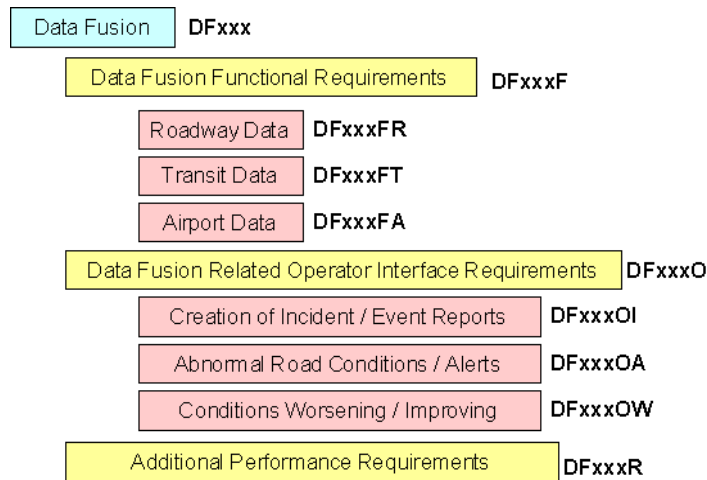 Data Fusion DFxxx
Data Fusion Functional Requirements DFxxxF
Roadway Data DFxxxFR
Transit Data DFxxxFT
Airport Data DFxxxFA
Data Fusion Related Operator Interface Requirements DFxxxO
Creation of Incident / Event Reports DFxxxOI
Abnormal Road Conditions / Alerts DFxxxOA
Conditions Worsening / Improving DFxxxOW
Additional Performance Requirements DFxxxR